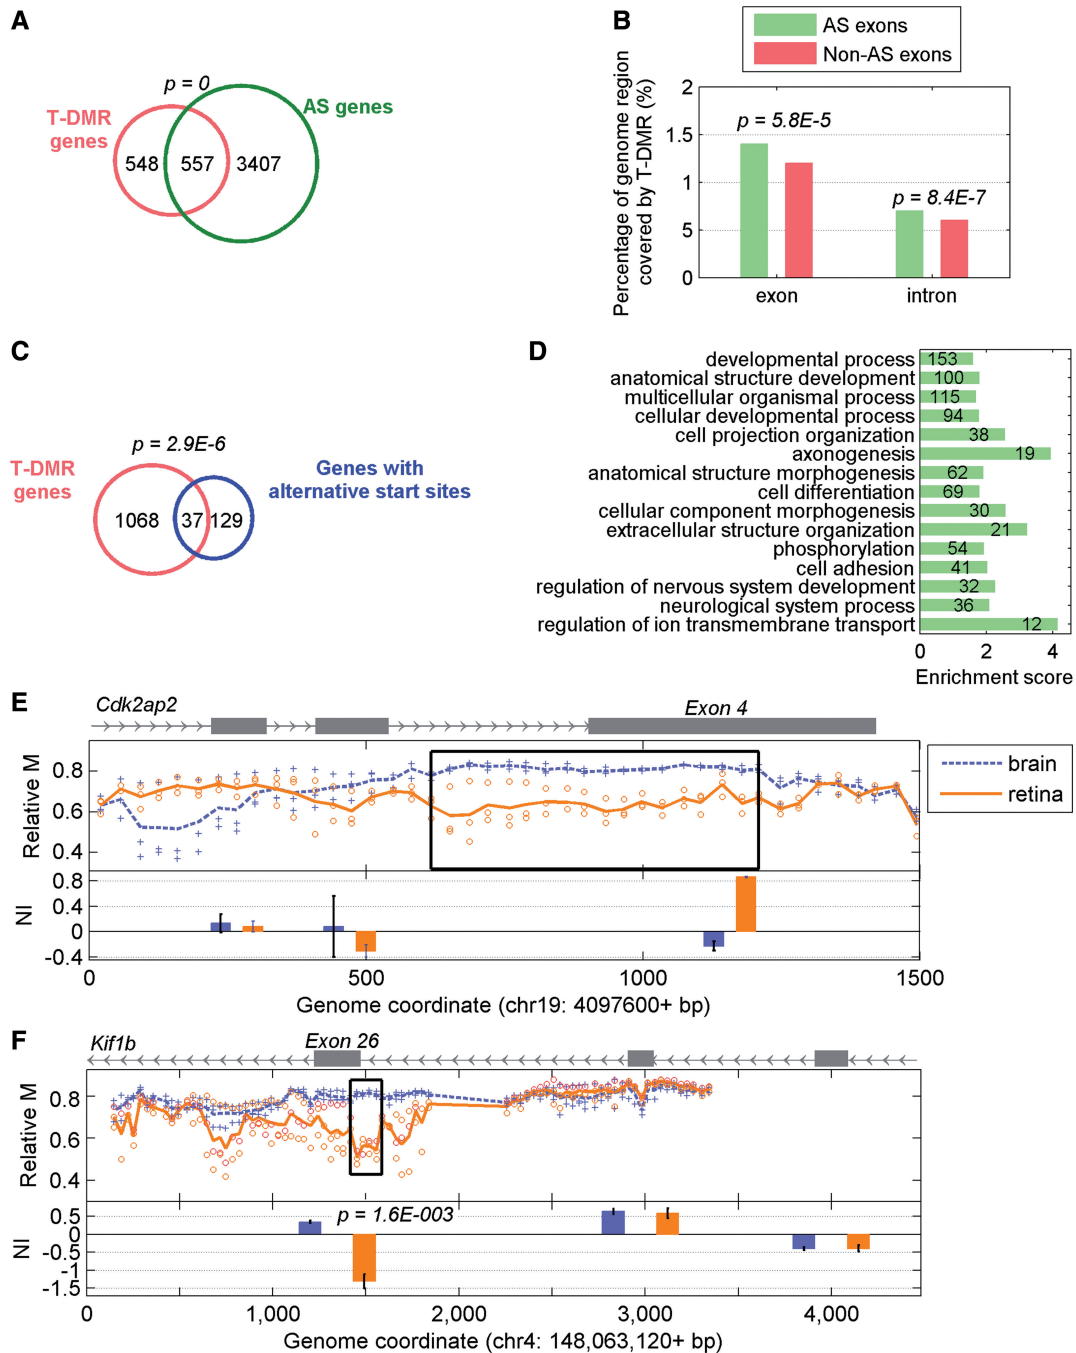 A
p = 0
T-DMR
genes
AS genes
548
557
3407
B
AS exons
Non-AS exons
Percentage of genome region
covered by T-DMR (%)
2
1.5
1
5
0
p = 5.8E-5
p = 8.4E-7
exon
intron
C
p = 2.9E-6
T-DMR
genes
Genes with
alternative start sites
1068
37
129
D
developmental process 153
anatomical structure development 100
multicellular organismal process 115
cellular developmental process 94
cell projection organization 38
axonogenesis 19
anatomical structure morphogenesis 62
cell differentiation 69
cellular component morphogenesis 30
extracellular structure organization 21
phosphorylation 54
cell adhesion 41
regulation of nervous system development 32
neurological system process 36
regulation of ion transmembrane transport 12
0 2 4
Enrichment score
E
Cdk2ap2
Exon 4
Relative M
0.8
0.6
0.4
brain
retina
NI
0.8
0.4
0
-0.4
0 500 1000 1500
Genome coordinate (chr19: 4097600+ bp)
F
Kif1b
Exon 26
Relative M
0.8
0.6
0.4
NI
0.5
0
-0.5
-1
-1.5
p = 1.6E-003
0 1,000 2,000 3,000 4,000
Genome coordinate (chr4: 148,063,120+ bp)